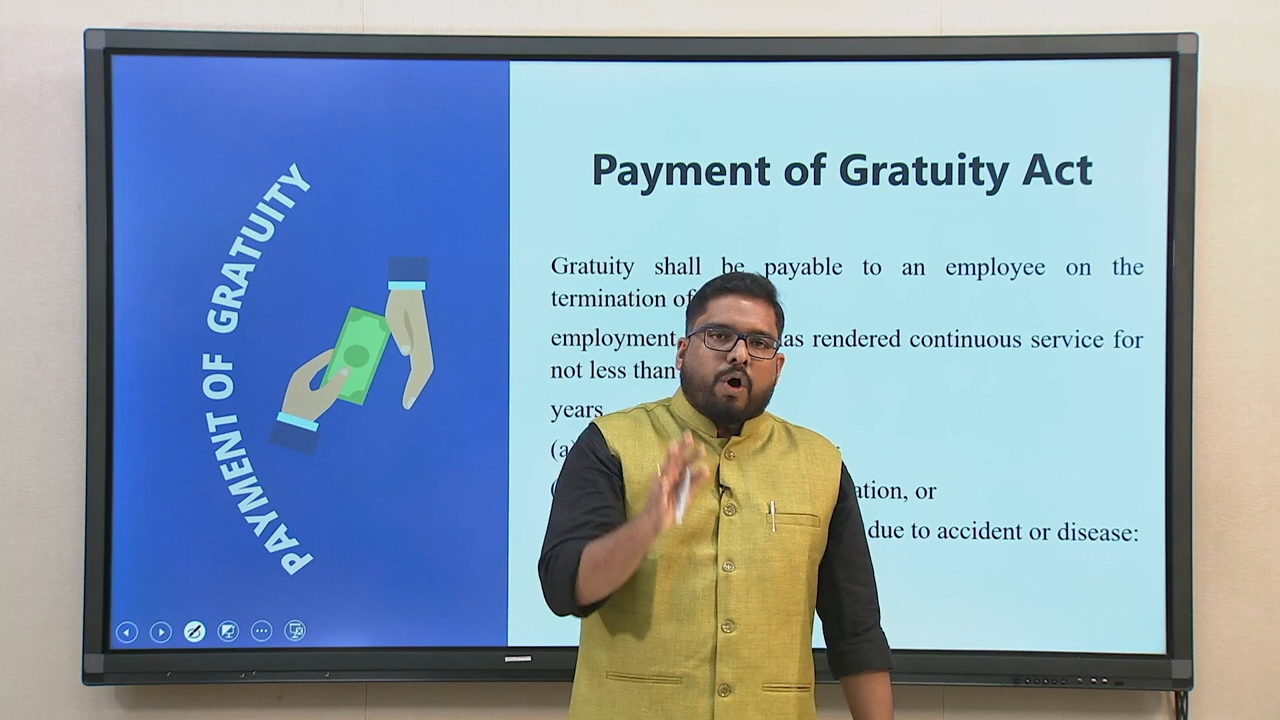 PAYMENT OF GRATUITY
Payment of Gratuity Act
Gratuity shall be payable to an employee on the
termination of
employment has rendered continuous service for
not less than
years
(a)
ation, or
due to accident or disease: